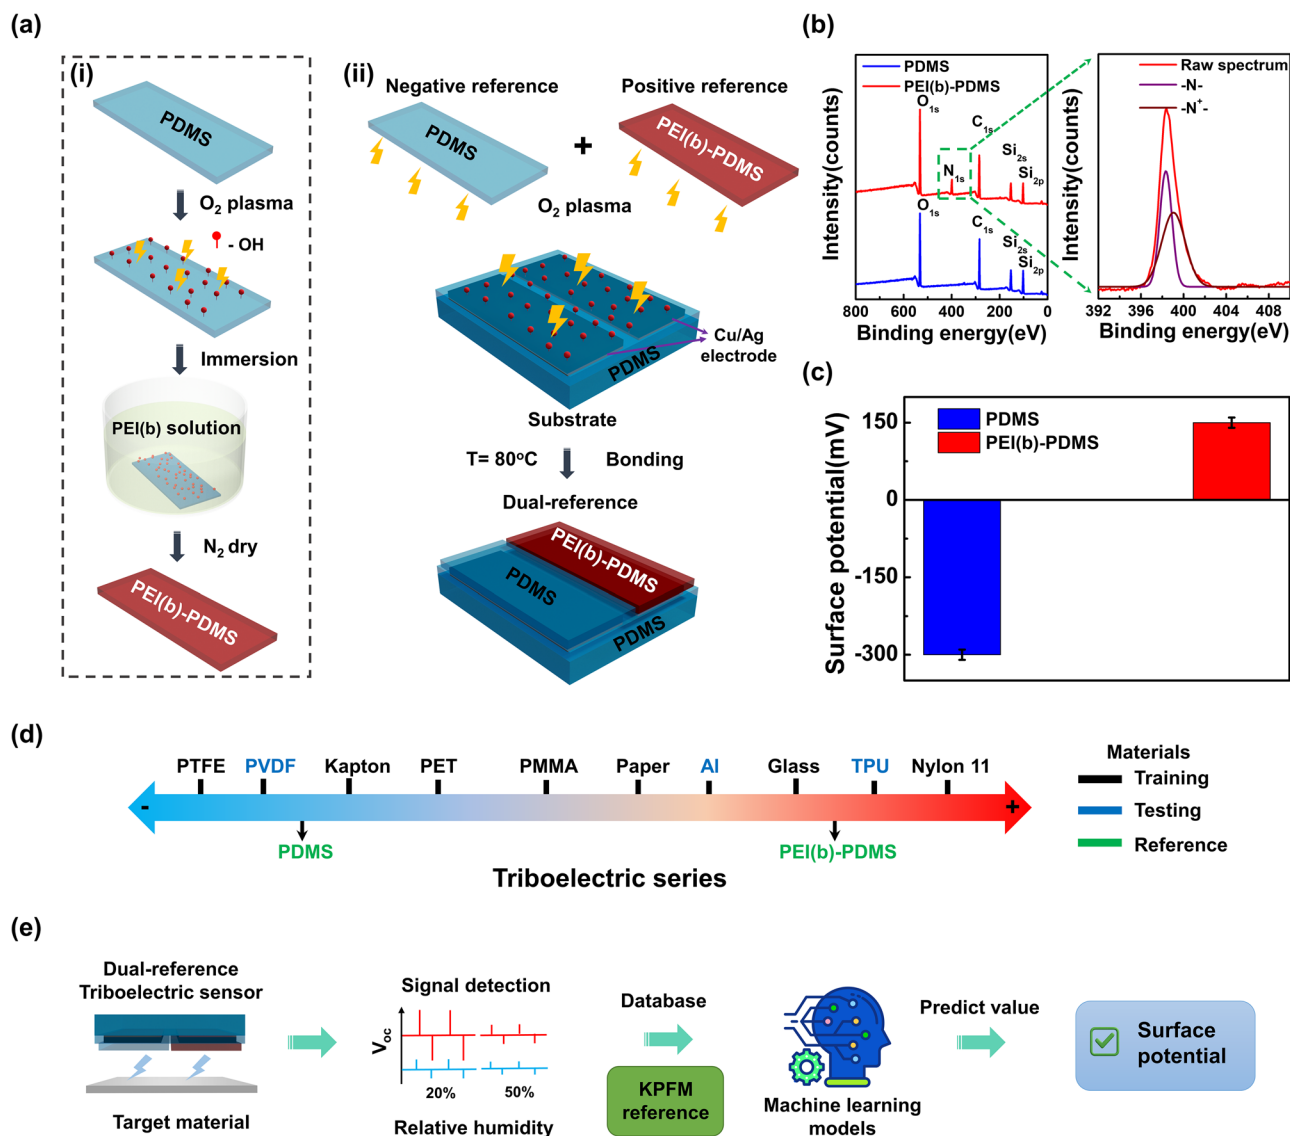 (a)
(i)
PDMS
O2 plasma
- OH
Immersion
PEI(b) solution
N2 dry
PEI(b)-PDMS
(ii)
Negative reference
Positive reference
PDMS
+
PEI(b)-PDMS
O2 plasma
Cu/Ag
electrode
PDMS
Substrate
T= 80°C
Bonding
Dual-reference
PEI(b)-PDMS
PDMS
PDMS
(b)
PDMS
PEI(b)-PDMS
O1s
C1s
N1s
Si2s
Si2p
O1s
C1s
Si2s
Si2p
Intensity(counts)
800 600 400 200 0
Binding energy(eV)
Raw spectrum
-N-
-N+-
Intensity(counts)
392 396 400 404 408
Binding energy(eV)
(c)
PDMS
PEI(b)-PDMS
150
0
-150
-300
Surface potential(mV)
(d)
PTFE PVDF Kapton PET PMMA Paper Al Glass TPU Nylon 11
- +
PDMS
PEI(b)-PDMS
Triboelectric series
Materials
Training
Testing
Reference
(e)
Dual-reference
Triboelectric sensor
Target material
Signal detection
Voc
20% 50%
Relative humidity
Database
KPFM
reference
Machine learning
models
Predict value
Surface
potential